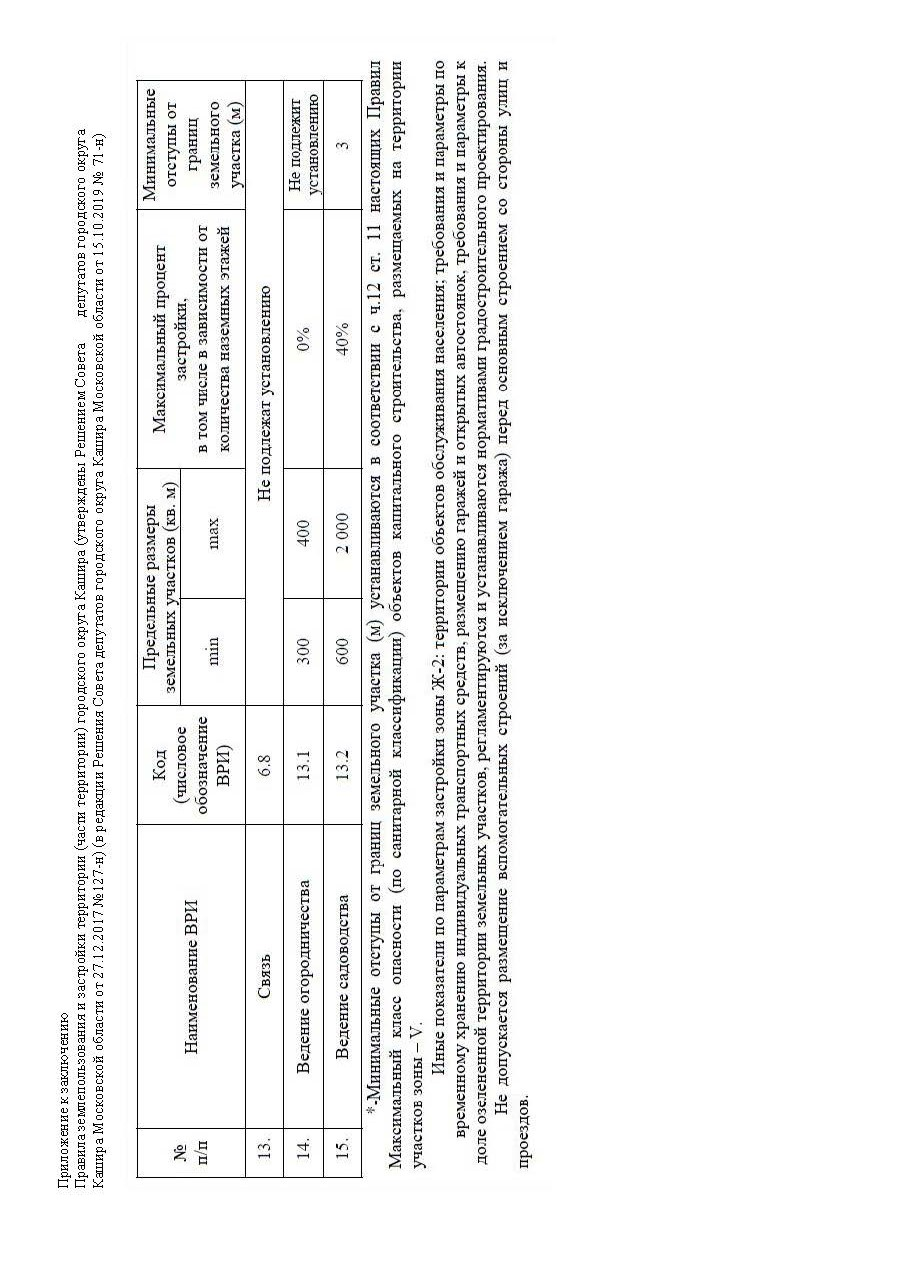 Приложение к заключению
Правила землепользования и застройки территории (части территории) городского округа Кашира (утверждены Решением Совета депутатов городского округа
Кашира Московской области от 27.12.2017 №127-н) (в редакции Решения Совета депутатов городского округа Кашира Московской области от 15.10.2019 № 71-н)
№
п/п
Наименование ВРИ
Код
(числовое
обозначение
ВРИ)
Предельные размеры
земельных участков (кв. м)
min
max
Максимальный процент
застройки,
в том числе в зависимости от
количества наземных этажей
Минимальные
отступы от
границ
земельного
участка (м)
13. Связь 6.8 Не подлежат установлению
14. Ведение огородничества 13.1 300 400 0% Не подлежит
установлению
15. Ведение садоводства 13.2 600 2 000 40% 3
*-Минимальные отступы от границ земельного участка (м) устанавливаются в соответствии с ч.12 ст. 11 настоящих Правил
Максимальный класс опасности (по санитарной классификации) объектов капитального строительства, размещаемых на территории
участков зоны – V.
Иные показатели по параметрам застройки зоны Ж-2: территории объектов обслуживания населения; требования и параметры по
временному хранению индивидуальных транспортных средств, размещению гаражей и открытых автостоянок, требования и параметры к
доле озелененной территории земельных участков, регламентируются и устанавливаются нормативами градостроительного проектирования.
Не допускается размещение вспомогательных строений (за исключением гаража) перед основным строением со стороны улиц и
проездов.